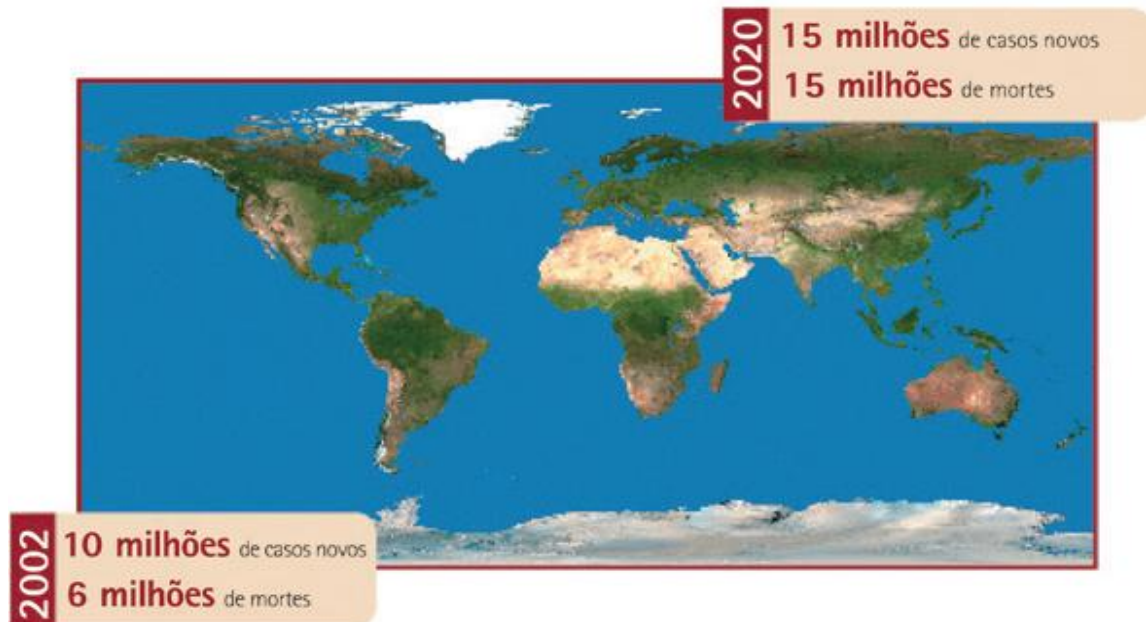 2020
15 milhões de casos novos
15 milhões de mortes
2002
10 milhões de casos novos
6 milhões de mortes